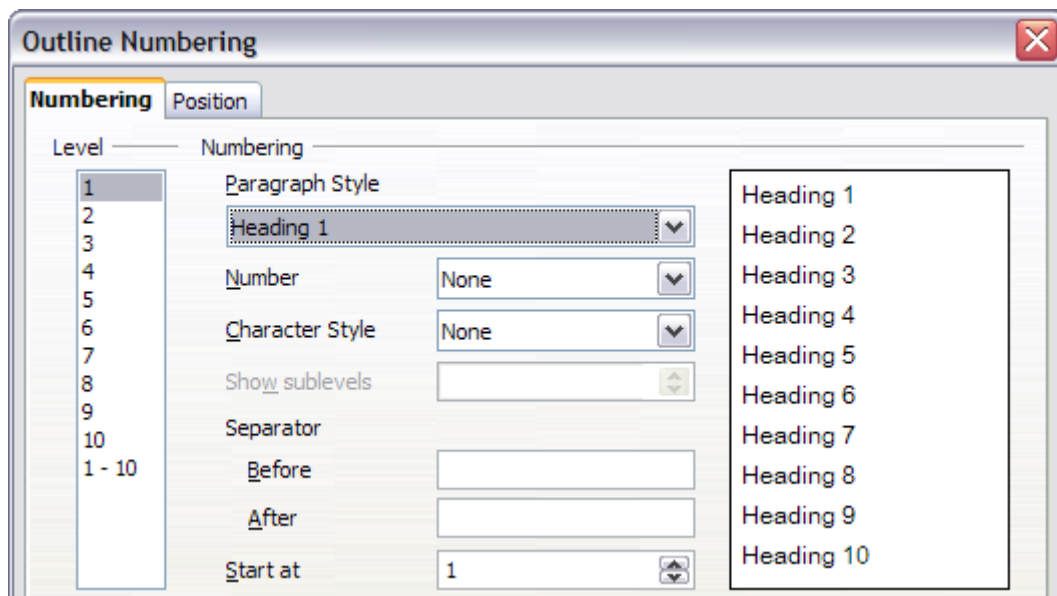 Outline Numbering
Numbering Position
Level Numbering
1
2
3
4
5
6
7
8
9
10
1 - 10
Paragraph Style
Heading 1
Number None
Character Style None
Show sublevels
Separator
Before
After
Start at 1
Heading 1
Heading 2
Heading 3
Heading 4
Heading 5
Heading 6
Heading 7
Heading 8
Heading 9
Heading 10